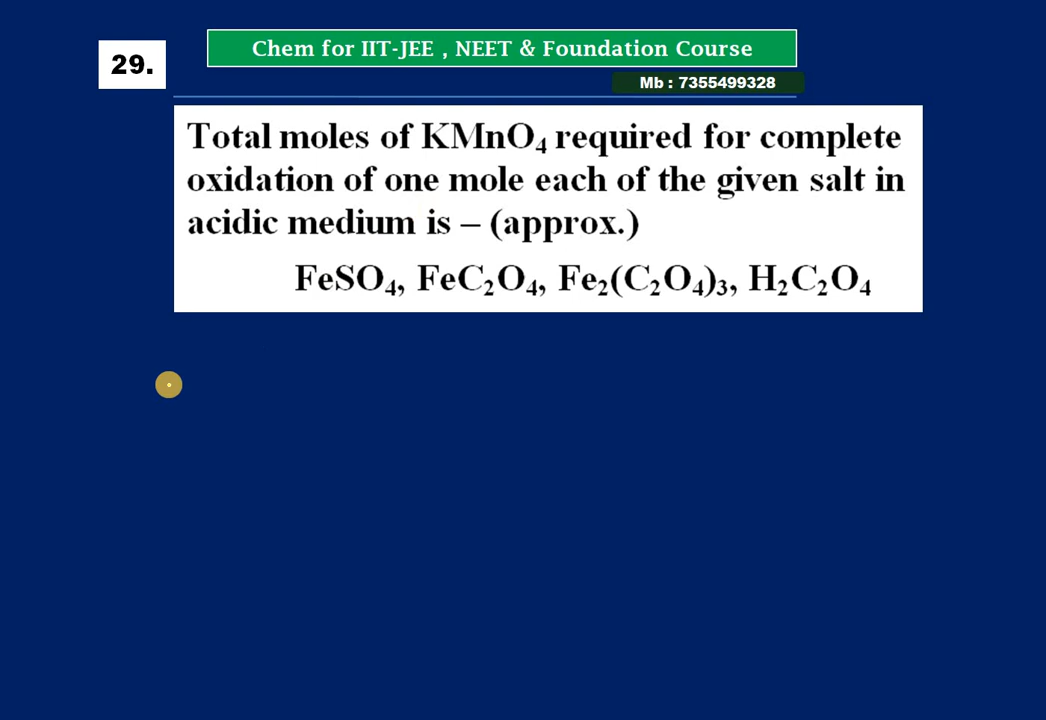 29.
Chem for IIT-JEE , NEET & Foundation Course
Mb : 7355499328
Total moles of KMnO₄ required for complete
oxidation of one mole each of the given salt in
acidic medium is – (approx.)
FeSO₄, FeC₂O₄, Fe₂(C₂O₄)₃, H₂C₂O₄